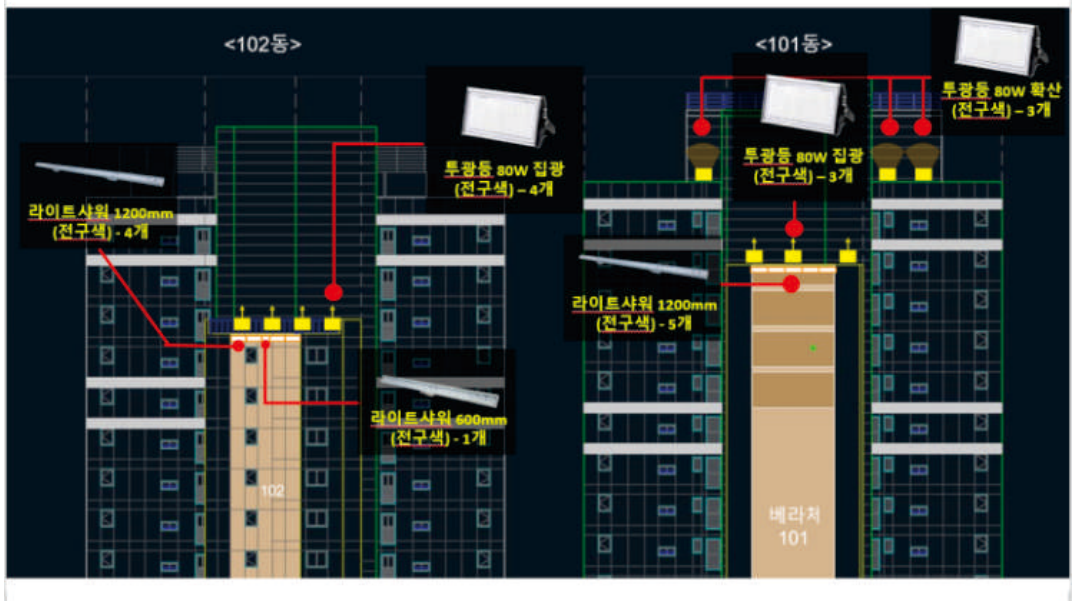 <102동>
투광등 80W 집광
(전구색) – 4개
라이트샤워 1200mm
(전구색) - 4개
라이트샤워 600mm
(전구색) - 1개
102
<101동>
투광등 80W 확산
(전구색) – 3개
투광등 80W 집광
(전구색) – 3개
라이트샤워 1200mm
(전구색) - 5개
베라체
101